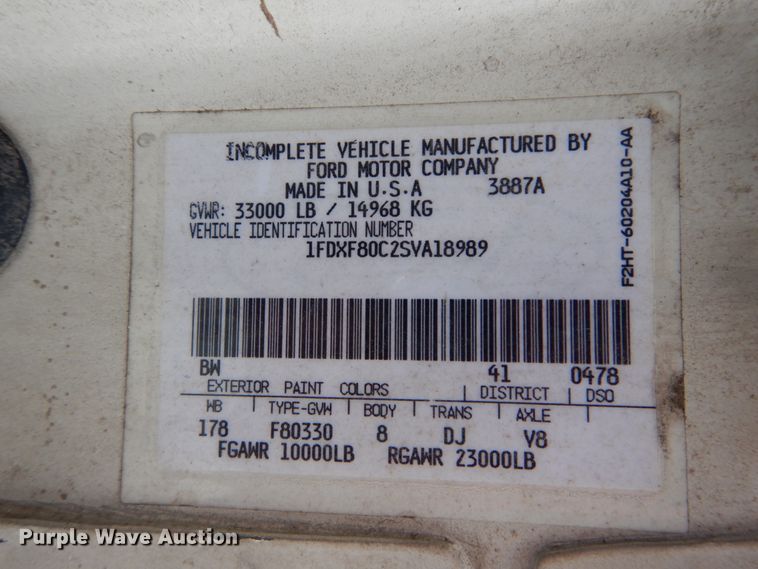 INCOMPLETE VEHICLE MANUFACTURED BY
FORD MOTOR COMPANY
MADE IN U.S.A 3887A
GVWR: 33000 LB / 14968 KG
VEHICLE IDENTIFICATION NUMBER
1FDXF80C2SVA18989
F2HT-60204A10-AA
BW 41 0478
EXTERIOR PAINT COLORS DISTRICT DSO
WB TYPE-GVW BODY TRANS AXLE
178 F80330 8 DJ V8
FGAWR 10000LB RGAWR 23000LB
Purple Wave Auction